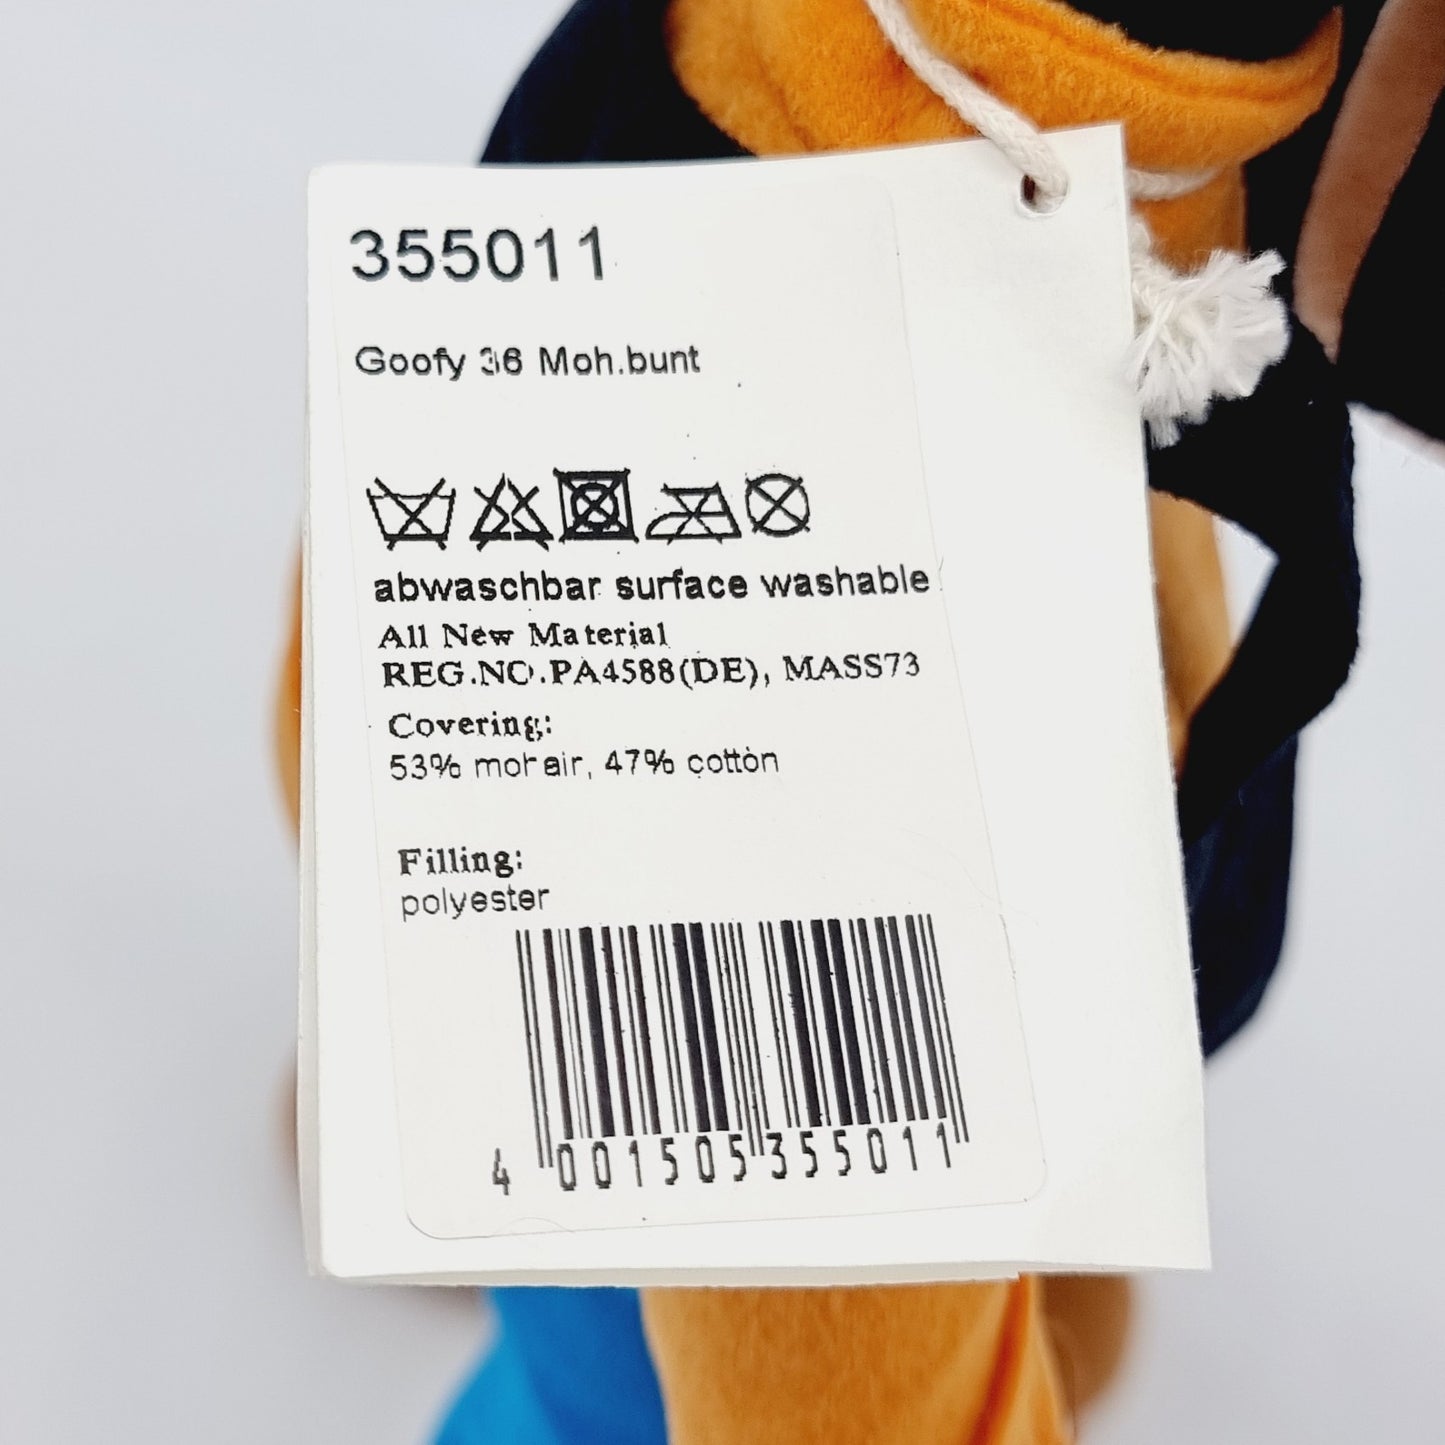 355011
Goofy 36 Moh.bunt
abwaschbar surface washable
All New Material
REG.NO.PA4588(DE), MASS73
Covering:
53% mohair, 47% cotton
Filling:
polyester
4 001505 355011